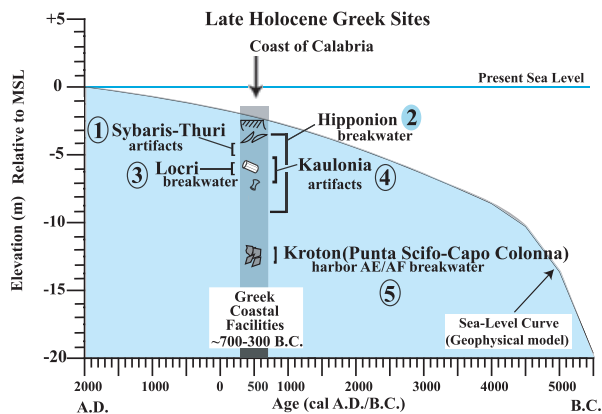 Late Holocene Greek Sites
Coast of Calabria
Present Sea Level
+5
0
-5
-10
-15
-20
Elevation (m) Relative to MSL
1 Sybaris-Thuri
artifacts
Hipponion 2
breakwater
3 Locri
breakwater
Kaulonia
artifacts 4
Kroton(Punta Scifo-Capo Colonna)
harbor AE/AF breakwater
5
Greek
Coastal
Facilities
~700-300 B.C.
Sea-Level Curve
(Geophysical model)
2000 1000 0 500 1000 2000 3000 4000 5000
A.D. Age (cal A.D./B.C.) B.C.